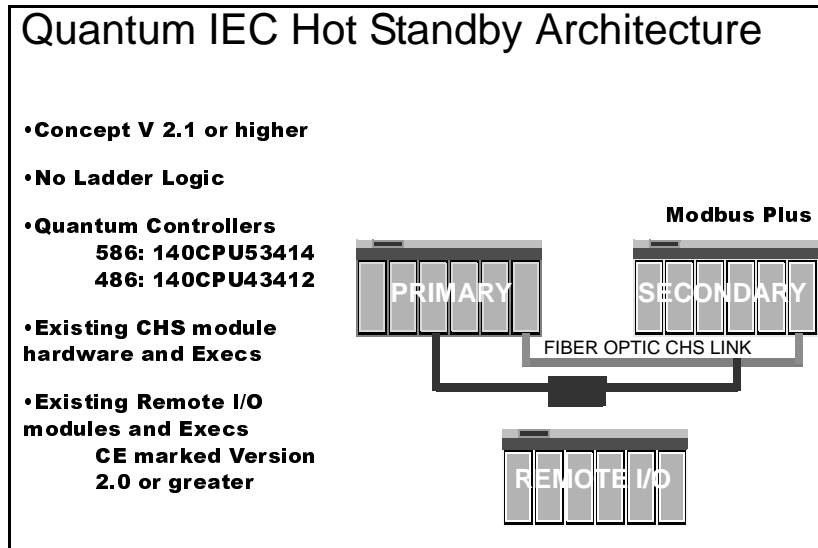 Quantum IEC Hot Standby Architecture
•Concept V 2.1 or higher
•No Ladder Logic
•Quantum Controllers
586: 140CPU53414
486: 140CPU43412
•Existing CHS module
hardware and Execs
•Existing Remote I/O
modules and Execs
CE marked Version
2.0 or greater
Modbus Plus
PRIMARY
SECONDARY
FIBER OPTIC CHS LINK
REMOTE I/O